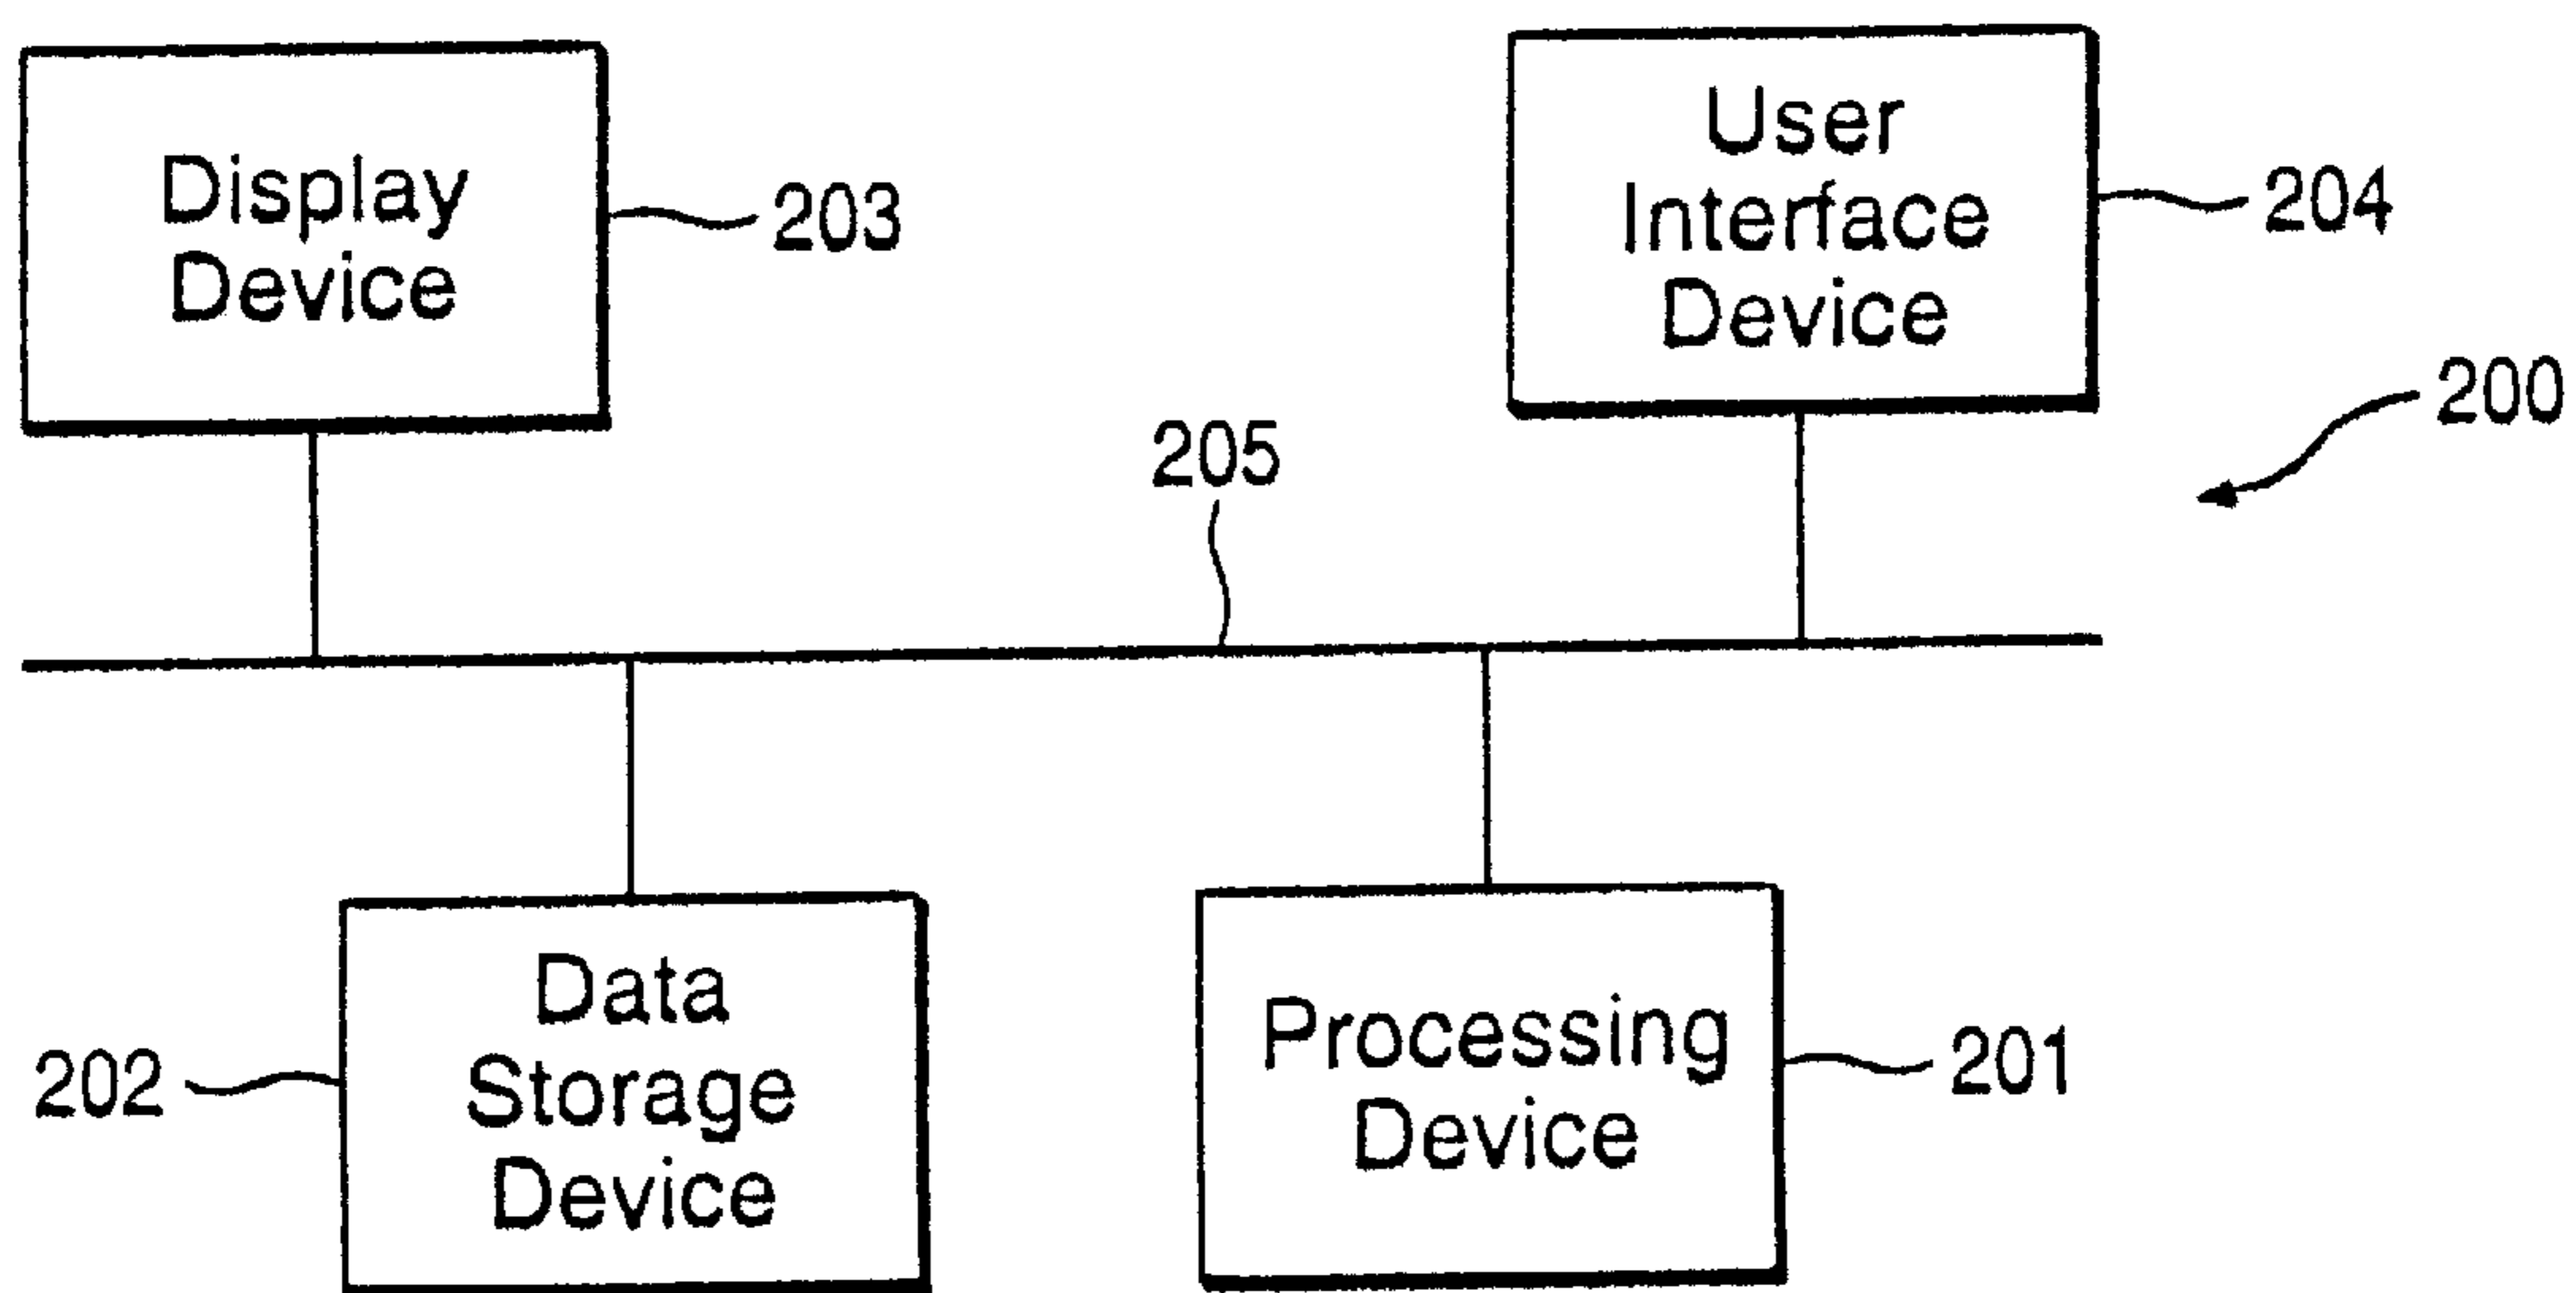 Display
Device
203
User
Interface
Device
204
200
205
Data
Storage
Device
202
Processing
Device
201